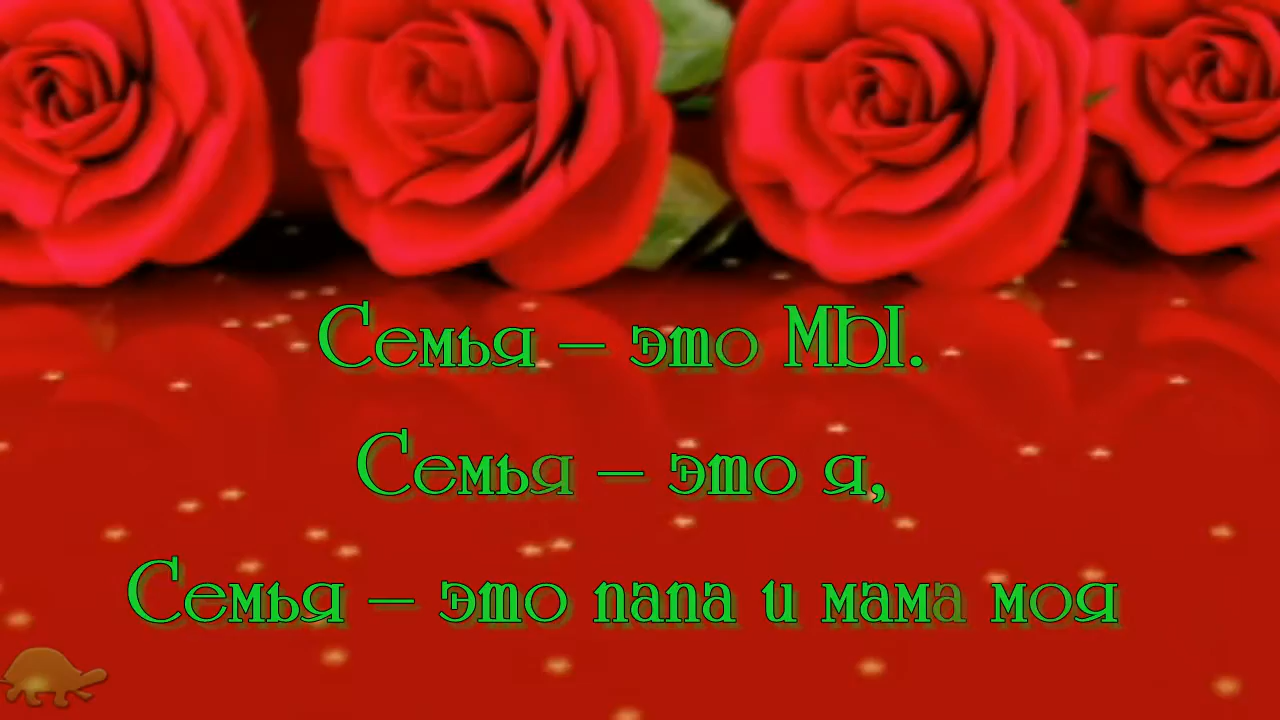 Семья – это МЫ.
Семья – это я,
Семья – это папа и мама моя